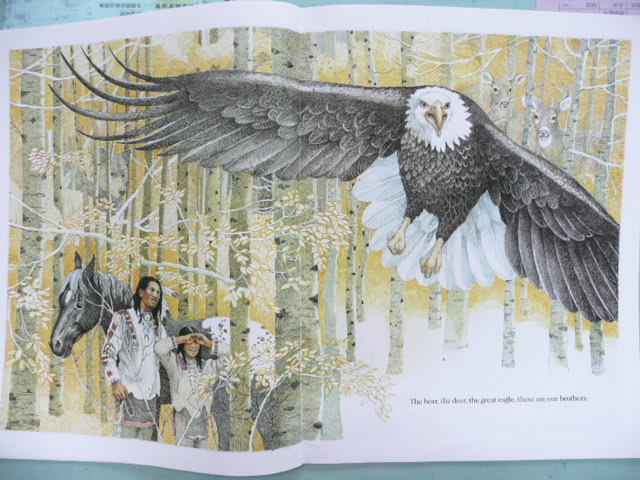 The bear, the deer, the great eagle, these are our brothers.